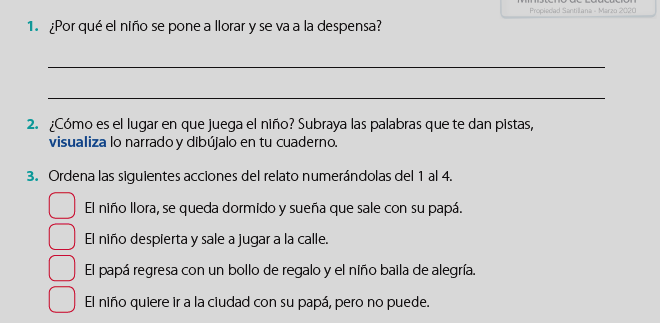 Ministerio de Educación
Propiedad Santillana - Marzo 2020
1. ¿Por qué el niño se pone a llorar y se va a la despensa?
2. ¿Cómo es el lugar en que juega el niño? Subraya las palabras que te dan pistas,
visualiza lo narrado y dibújalo en tu cuaderno.
3. Ordena las siguientes acciones del relato numerándolas del 1 al 4.
El niño llora, se queda dormido y sueña que sale con su papá.
El niño despierta y sale a jugar a la calle.
El papá regresa con un bollo de regalo y el niño baila de alegría.
El niño quiere ir a la ciudad con su papá, pero no puede.